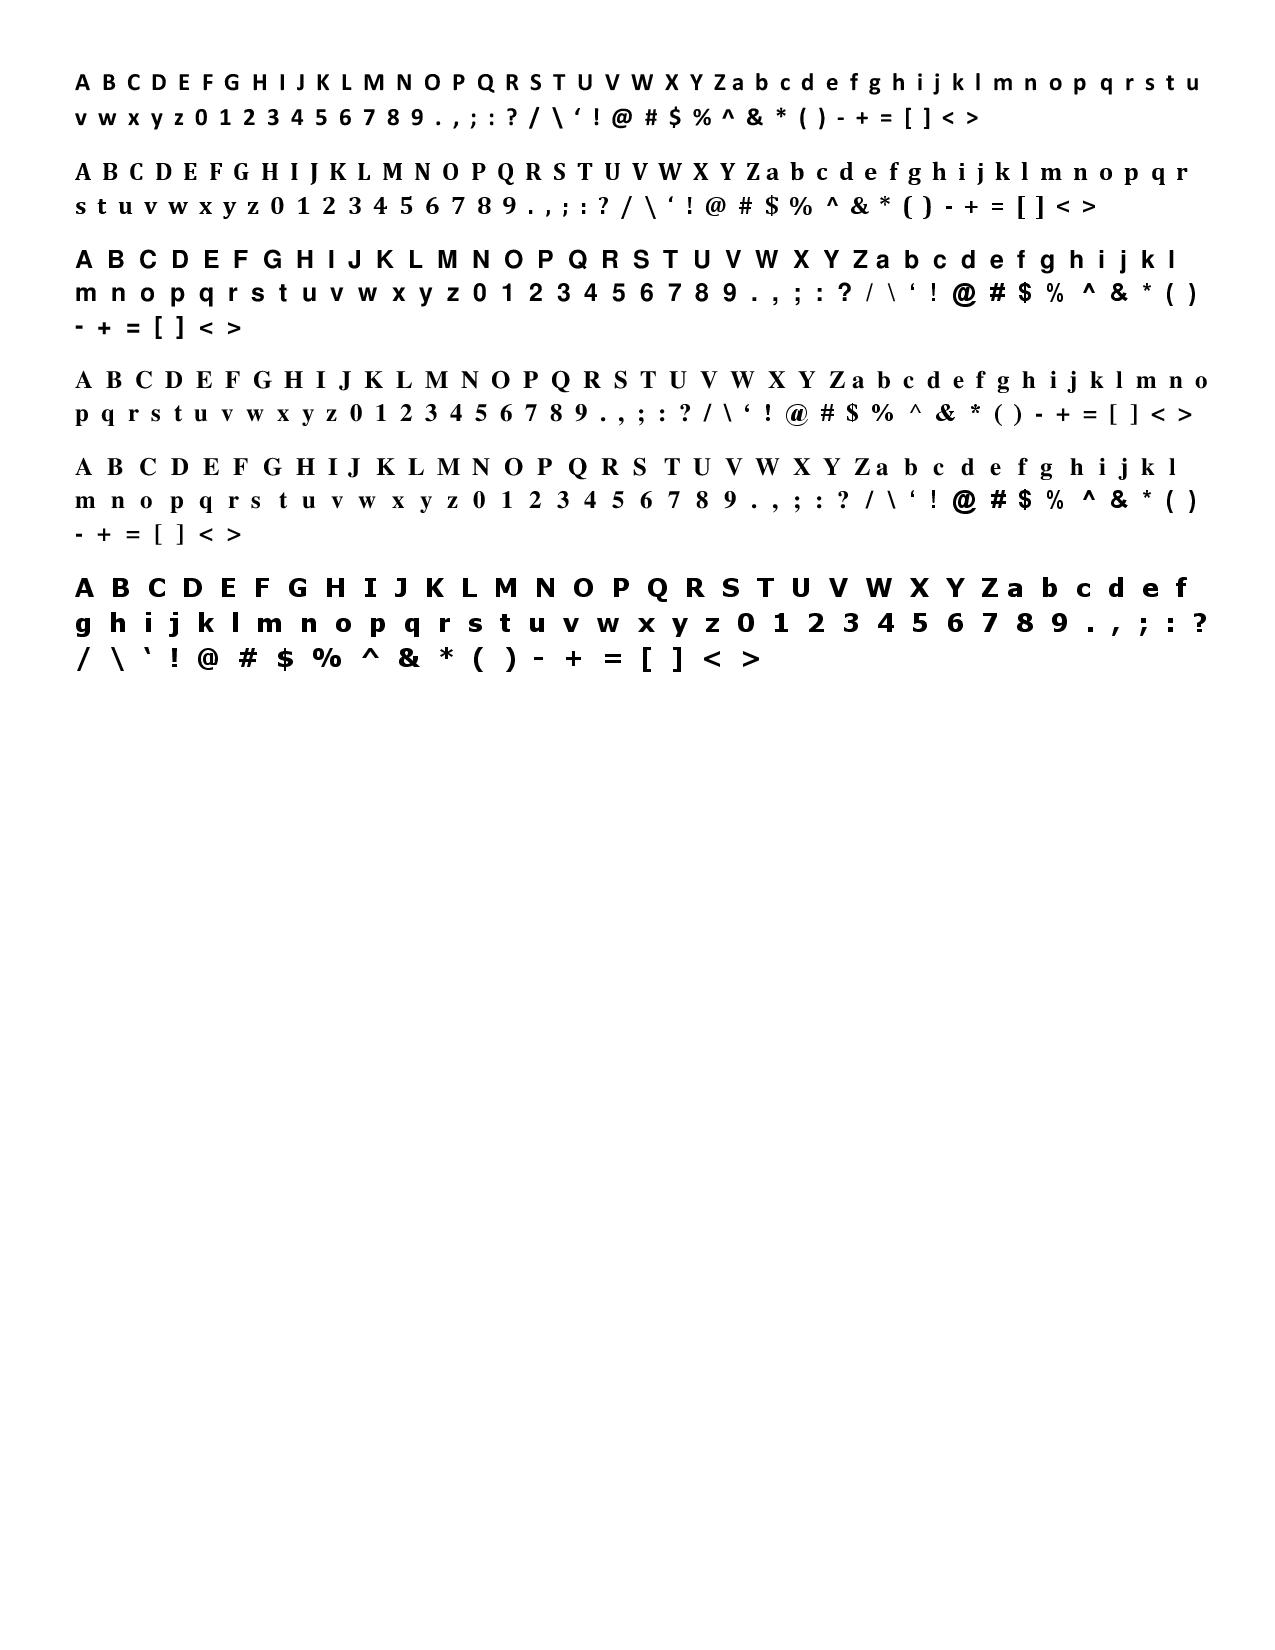 A B C D E F G H I J K L M N O P Q R S T U V W X Y Z a b c d e f g h i j k l m n o p q r s t u
v w x y z 0 1 2 3 4 5 6 7 8 9 . , ; : ? / \ ‘ ! @ # $ % ^ & * ( ) - + = [ ] < >
A B C D E F G H I J K L M N O P Q R S T U V W X Y Z a b c d e f g h i j k l m n o p q r
s t u v w x y z 0 1 2 3 4 5 6 7 8 9 . , ; : ? / \ ‘ ! @ # $ % ^ & * ( ) - + = [ ] < >
A B C D E F G H I J K L M N O P Q R S T U V W X Y Z a b c d e f g h i j k l
m n o p q r s t u v w x y z 0 1 2 3 4 5 6 7 8 9 . , ; : ? / \ ‘ ! @ # $ % ^ & * ( )
- + = [ ] < >
A B C D E F G H I J K L M N O P Q R S T U V W X Y Z a b c d e f g h i j k l m n o
p q r s t u v w x y z 0 1 2 3 4 5 6 7 8 9 . , ; : ? / \ ‘ ! @ # $ % ^ & * ( ) - + = [ ] < >
A B C D E F G H I J K L M N O P Q R S T U V W X Y Z a b c d e f g h i j k l
m n o p q r s t u v w x y z 0 1 2 3 4 5 6 7 8 9 . , ; : ? / \ ‘ ! @ # $ % ^ & * ( )
- + = [ ] < >
A B C D E F G H I J K L M N O P Q R S T U V W X Y Z a b c d e f
g h i j k l m n o p q r s t u v w x y z 0 1 2 3 4 5 6 7 8 9 . , ; : ?
/ \ ‘ ! @ # $ % ^ & * ( ) - + = [ ] < >